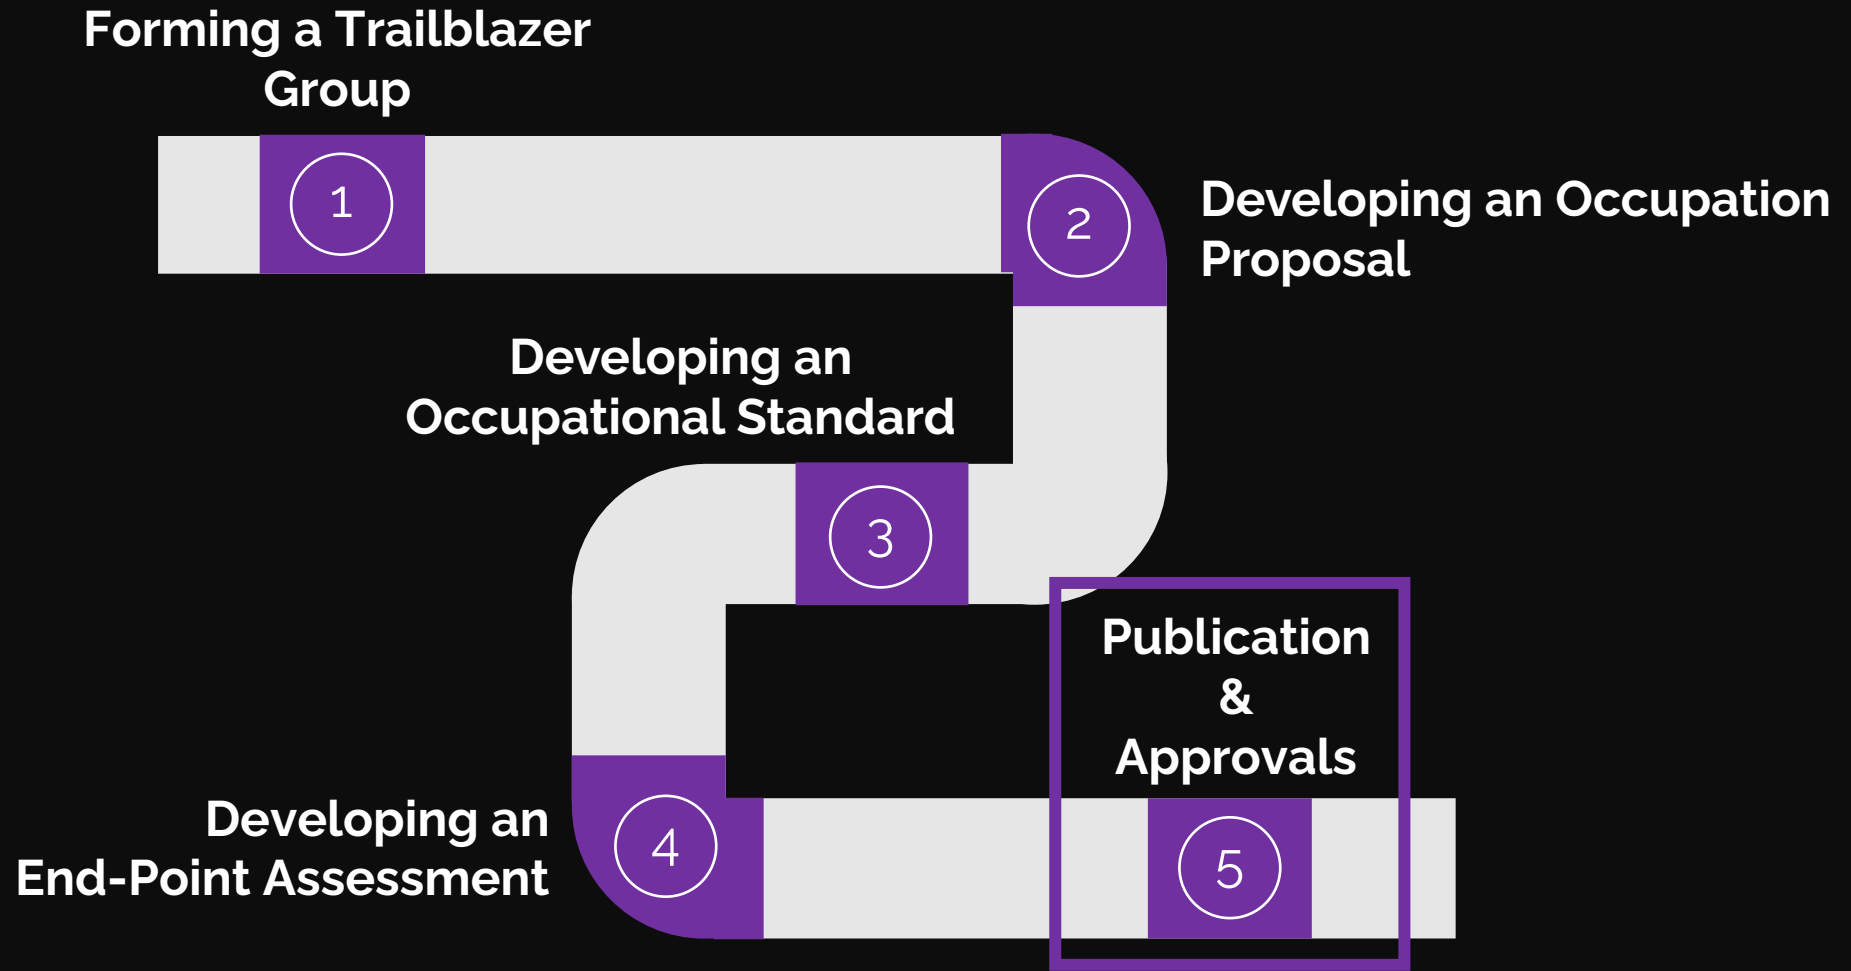 Forming a Trailblazer
Group
1
2
Developing an Occupation
Proposal
Developing an
Occupational Standard
3
Publication
&
Approvals
Developing an
End-Point Assessment
4
5